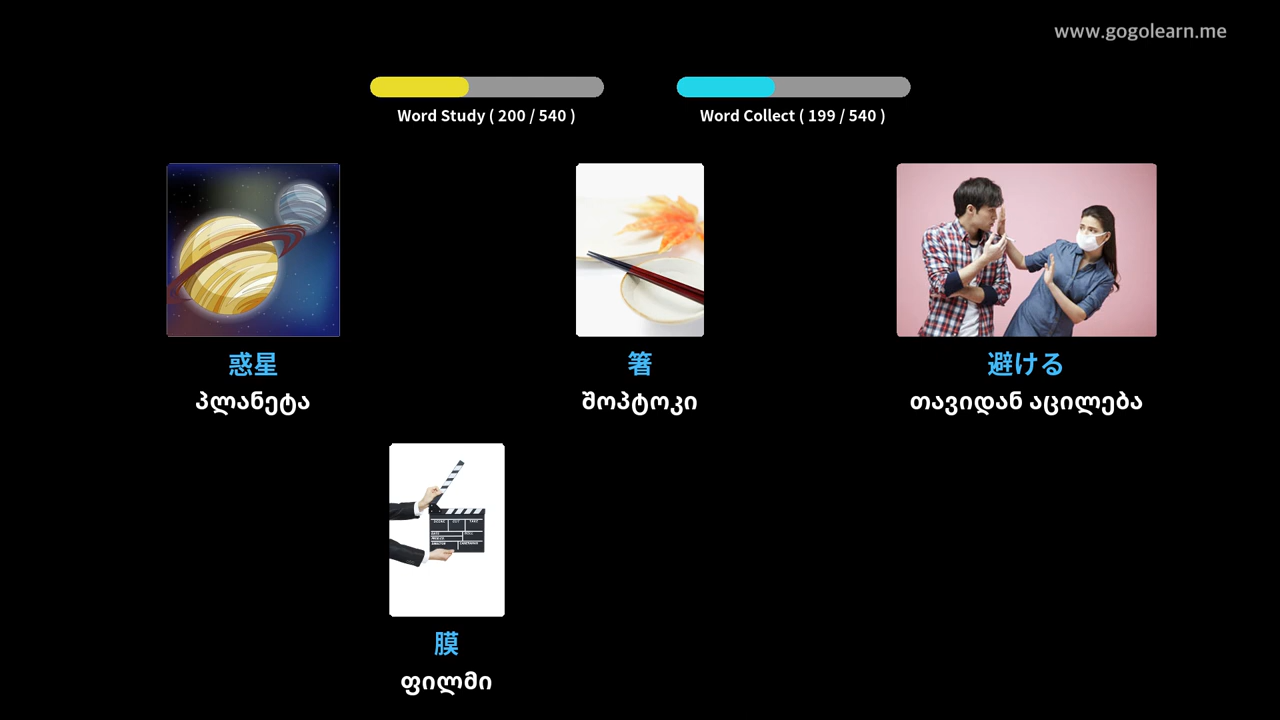 www.gogolearn.me
Word Study ( 200 / 540 )
Word Collect ( 199 / 540 )
惑星
პლანეტა
箸
შოპტოკი
避ける
თავიდან აცილება
膜
ფილმი